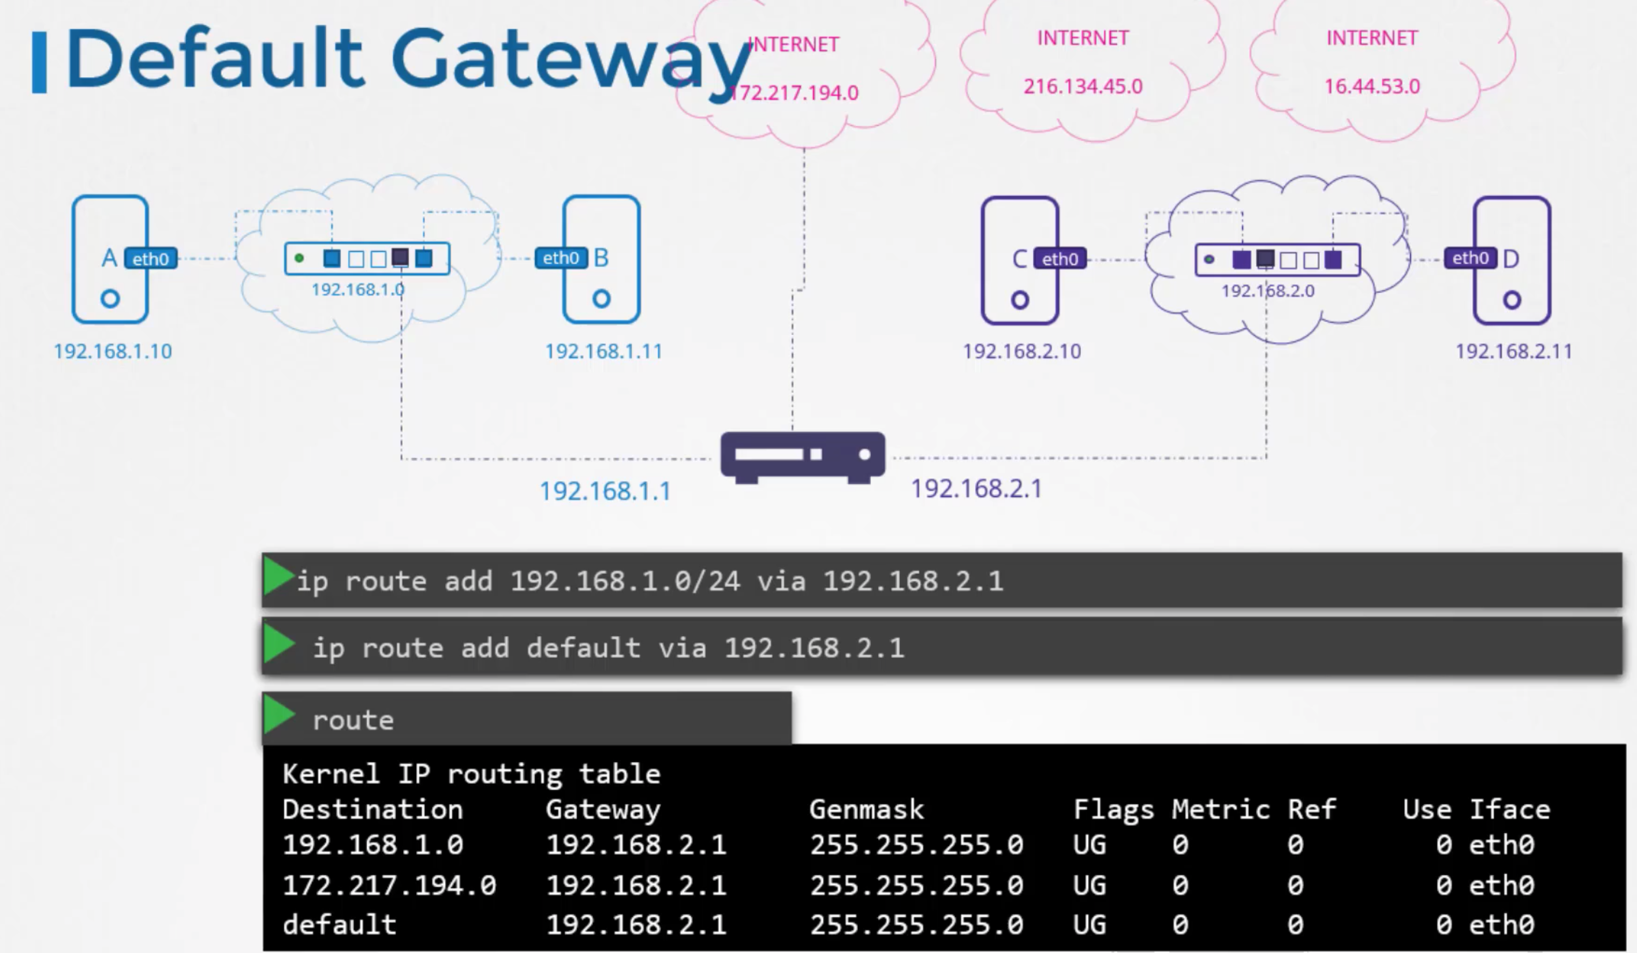 Default Gateway
INTERNET
172.217.194.0
INTERNET
216.134.45.0
INTERNET
16.44.53.0
A eth0
192.168.1.0
eth0 B
192.168.1.10
192.168.1.11
C eth0
192.168.2.0
eth0 D
192.168.2.10
192.168.2.11
192.168.1.1
192.168.2.1
ip route add 192.168.1.0/24 via 192.168.2.1
ip route add default via 192.168.2.1
route
Kernel IP routing table
Destination Gateway Genmask Flags Metric Ref Use Iface
192.168.1.0 192.168.2.1 255.255.255.0 UG 0 0 0 eth0
172.217.194.0 192.168.2.1 255.255.255.0 UG 0 0 0 eth0
default 192.168.2.1 255.255.255.0 UG 0 0 0 eth0